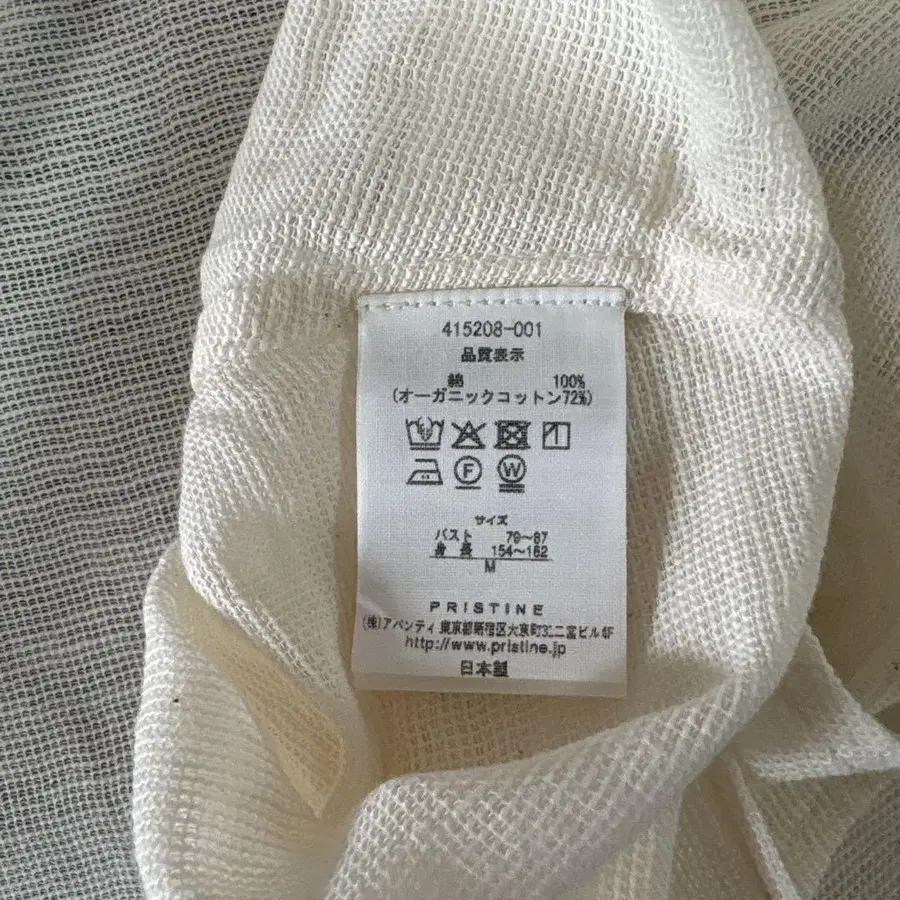 415208-001
品質表示
綿 100%
(オーガニックコットン72%)
F W
サイズ
バスト 79~87
身長 154~162
M
PRISTINE
(株)アバンティ 東京都新宿区大京町31二宮ビル4F
http://www.pristine.jp
日本製